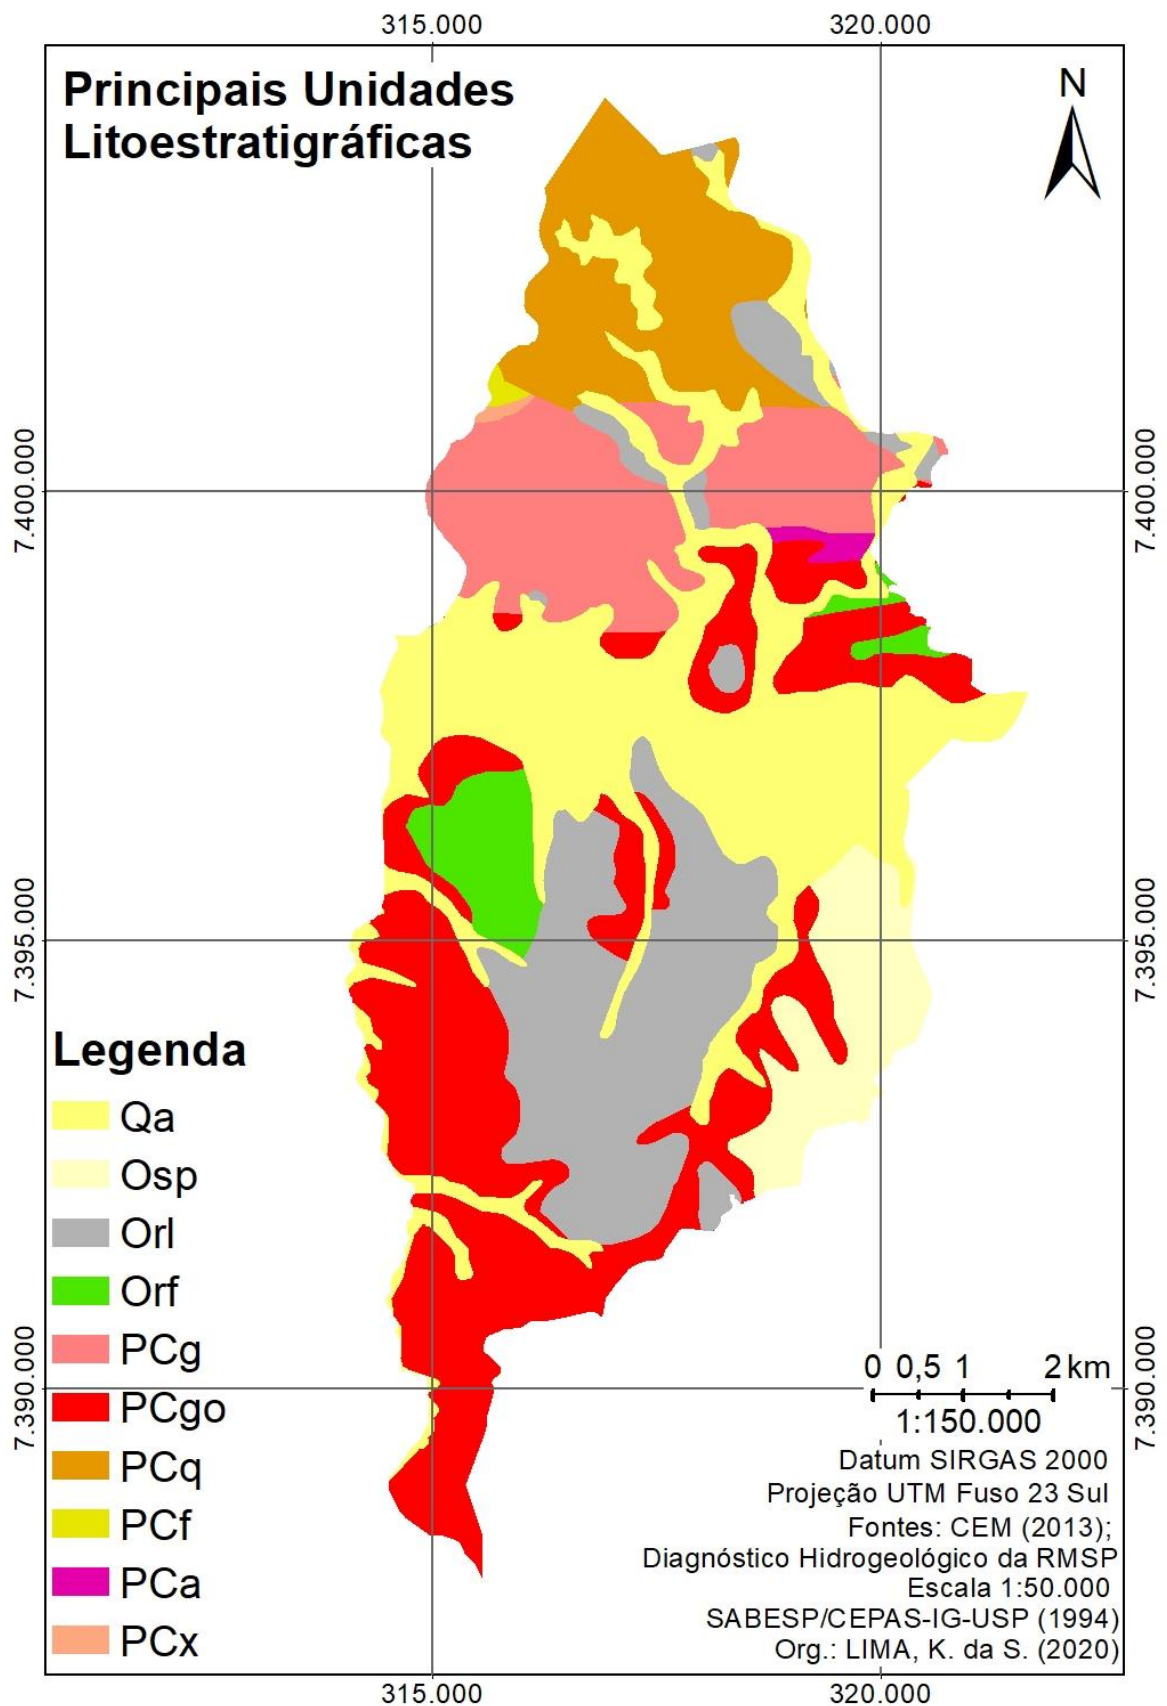 315.000
320.000
Principais Unidades
Litoestratigráficas
N
7.400.000
7.400.000
7.395.000
7.395.000
Legenda
Qa
Osp
Orl
Orf
PCg
PCgo
PCq
PCf
PCa
PCx
7.390.000
7.390.000
0 0,5 1 2 km
1:150.000
Datum SIRGAS 2000
Projeção UTM Fuso 23 Sul
Fontes: CEM (2013);
Diagnóstico Hidrogeológico da RMSP
Escala 1:50.000
SABESP/CEPAS-IG-USP (1994)
Org.: LIMA, K. da S. (2020)
315.000
320.000